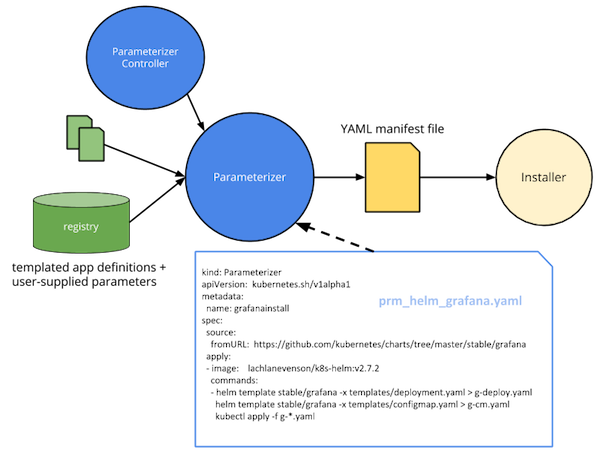 Parameterizer
Controller
YAML manifest file
Parameterizer
Installer
registry
templated app definitions +
user-supplied parameters
prm_helm_grafana.yaml
kind: Parameterizer
apiVersion: kubernetes.sh/v1alpha1
metadata:
name: grafanainstall
spec:
source:
fromURL: https://github.com/kubernetes/charts/tree/master/stable/grafana
apply:
- image: lachlanevenson/k8s-helm:v2.7.2
commands:
- helm template stable/grafana -x templates/deployment.yaml > g-deploy.yaml
helm template stable/grafana -x templates/configmap.yaml > g-cm.yaml
kubectl apply -f g-*.yaml